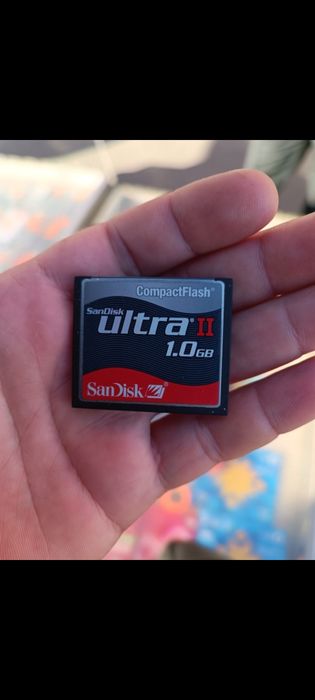 CompactFlash®
SanDisk
ultra® II
1.0GB
SanDisk